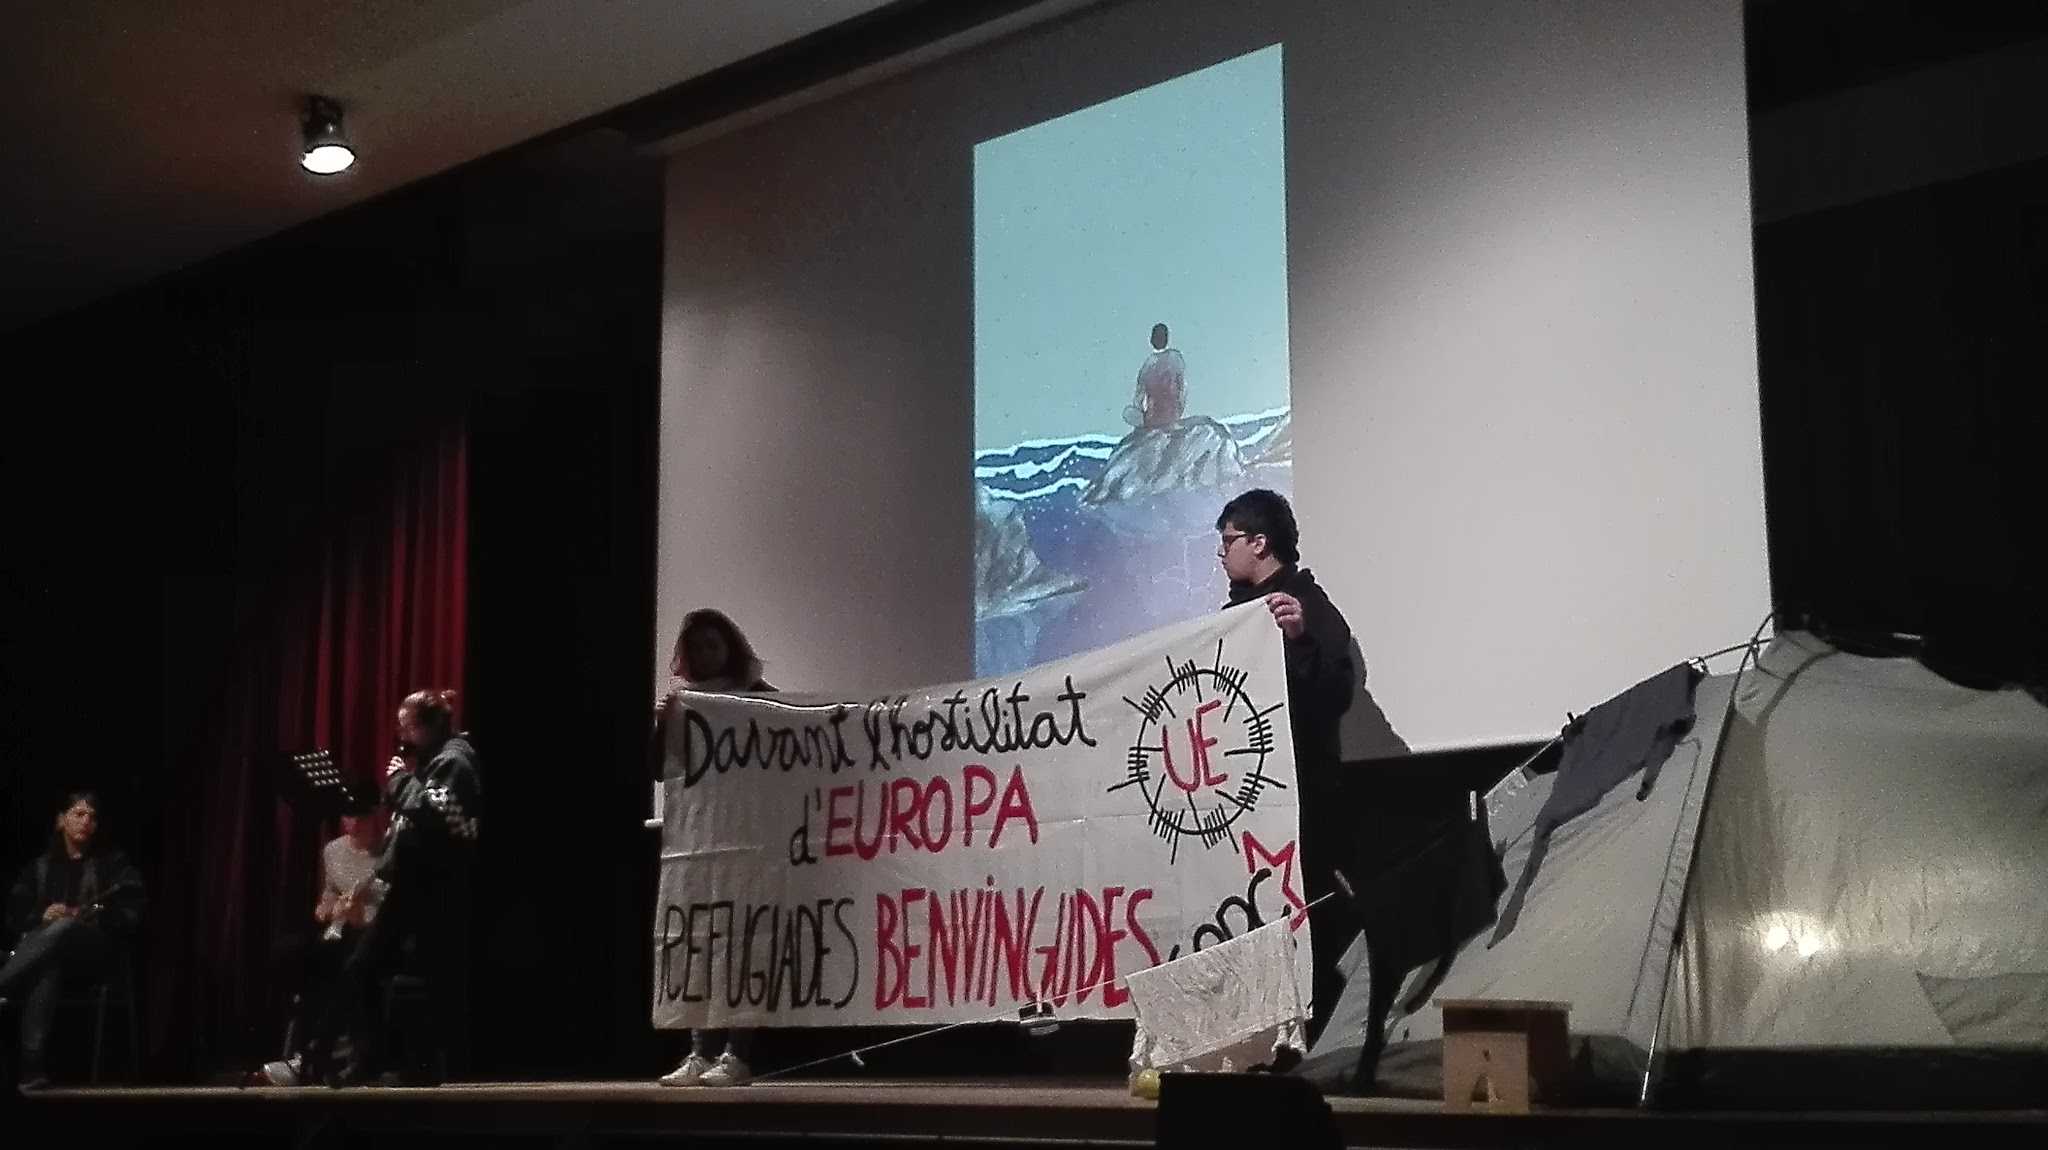 Davant l'hostilitat
d'EUROPA
UE
REFUGIADES BENVINGUDES